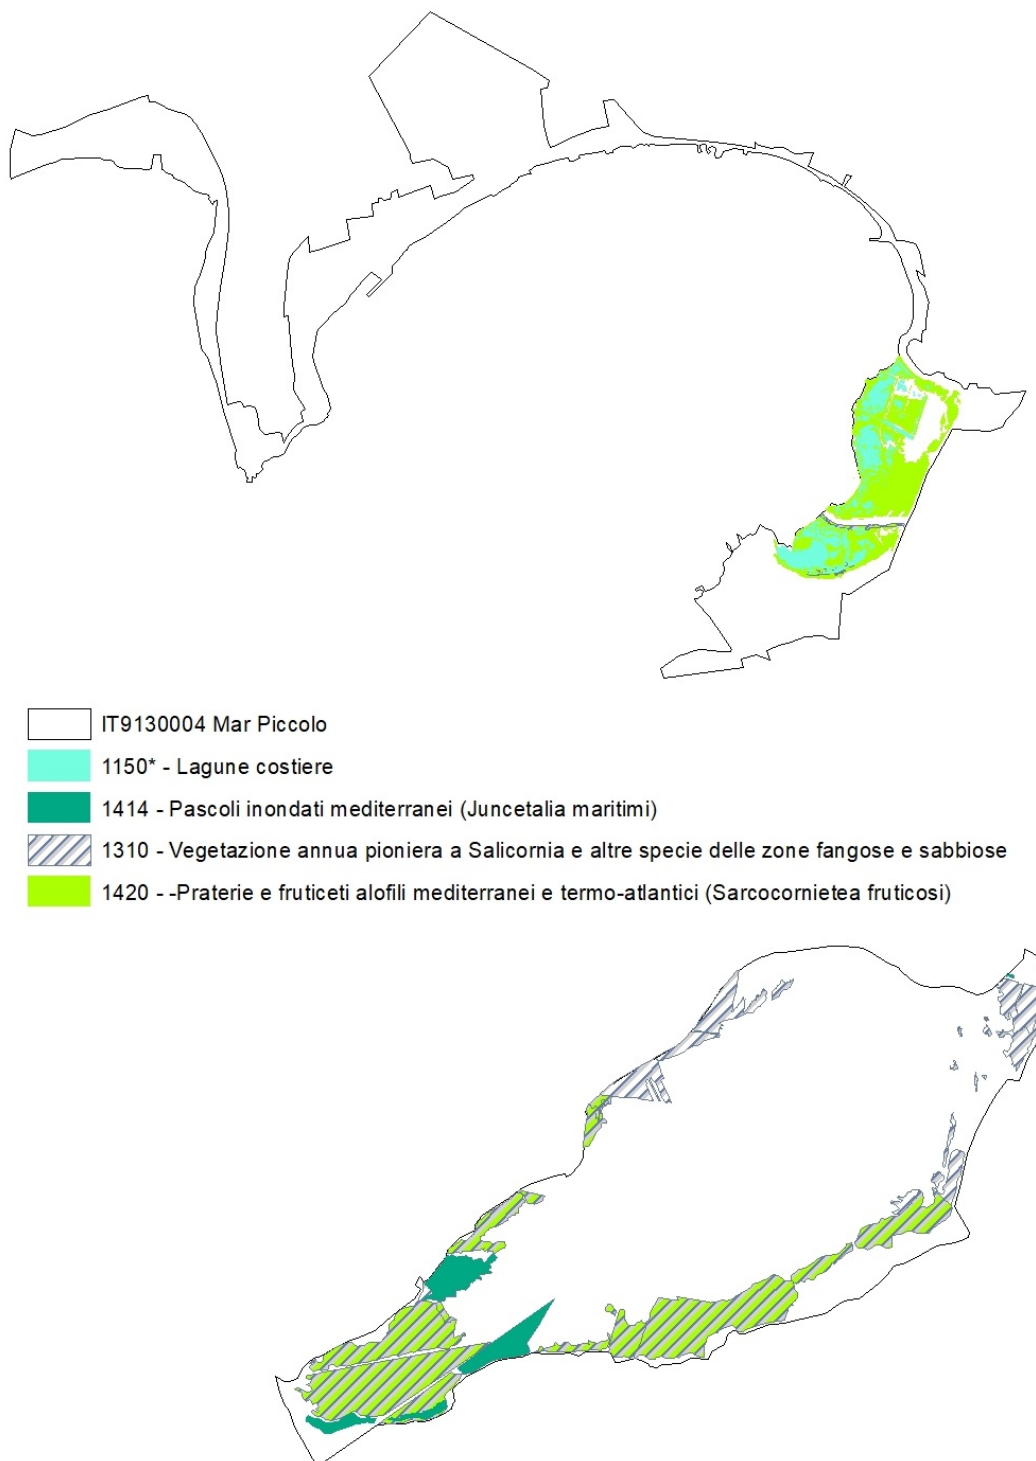 IT9130004 Mar Piccolo
1150* - Lagune costiere
1414 - Pascoli inondati mediterranei (Juncetalia maritimi)
1310 - Vegetazione annua pioniera a Salicornia e altre specie delle zone fangose e sabbiose
1420 - -Praterie e fruticeti alofili mediterranei e termo-atlantici (Sarcocornietea fruticosi)